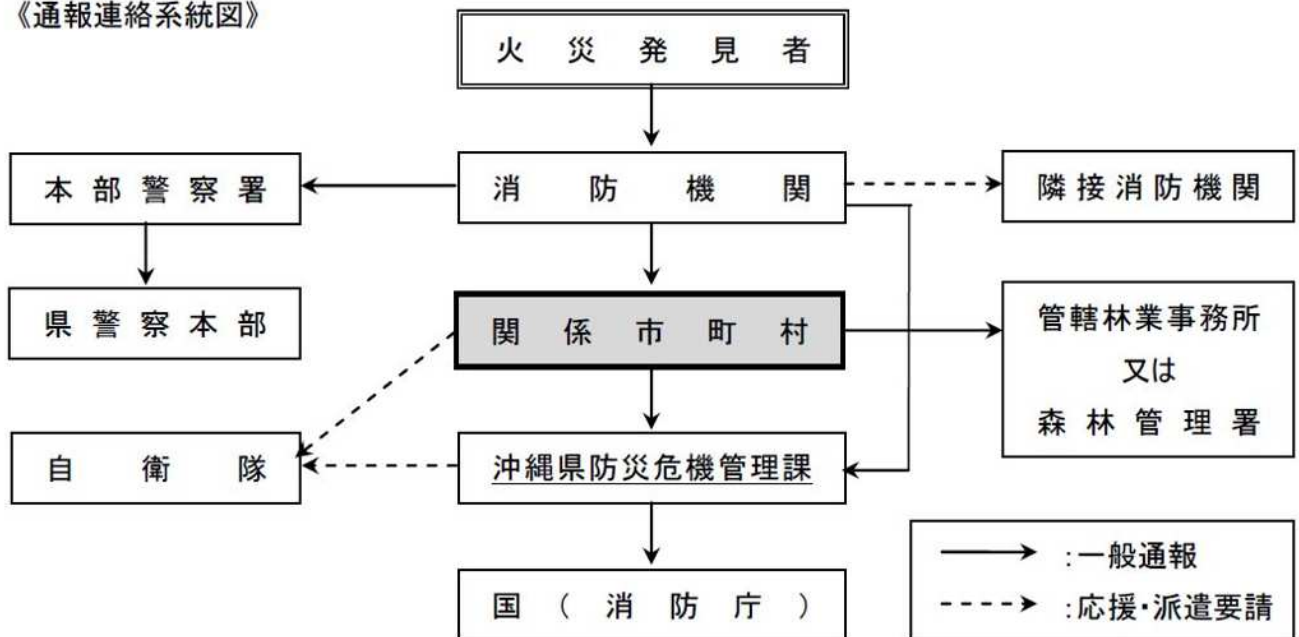 《通報連絡系統図》
火災発見者
本部警察署
消防機関
隣接消防機関
県警察本部
関係市町村
管轄林業事務所
又は
森林管理署
自衛隊
沖縄県防災危機管理課
:一般通報
:応援・派遣要請
国(消防庁)